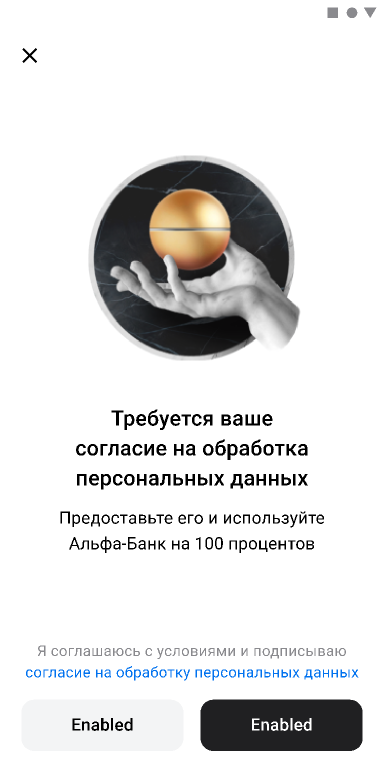 Требуется ваше
согласие на обработка
персональных данных
Предоставьте его и используйте
Альфа-Банк на 100 процентов
Я соглашаюсь с условиями и подписываю
согласие на обработку персональных данных
Enabled
Enabled